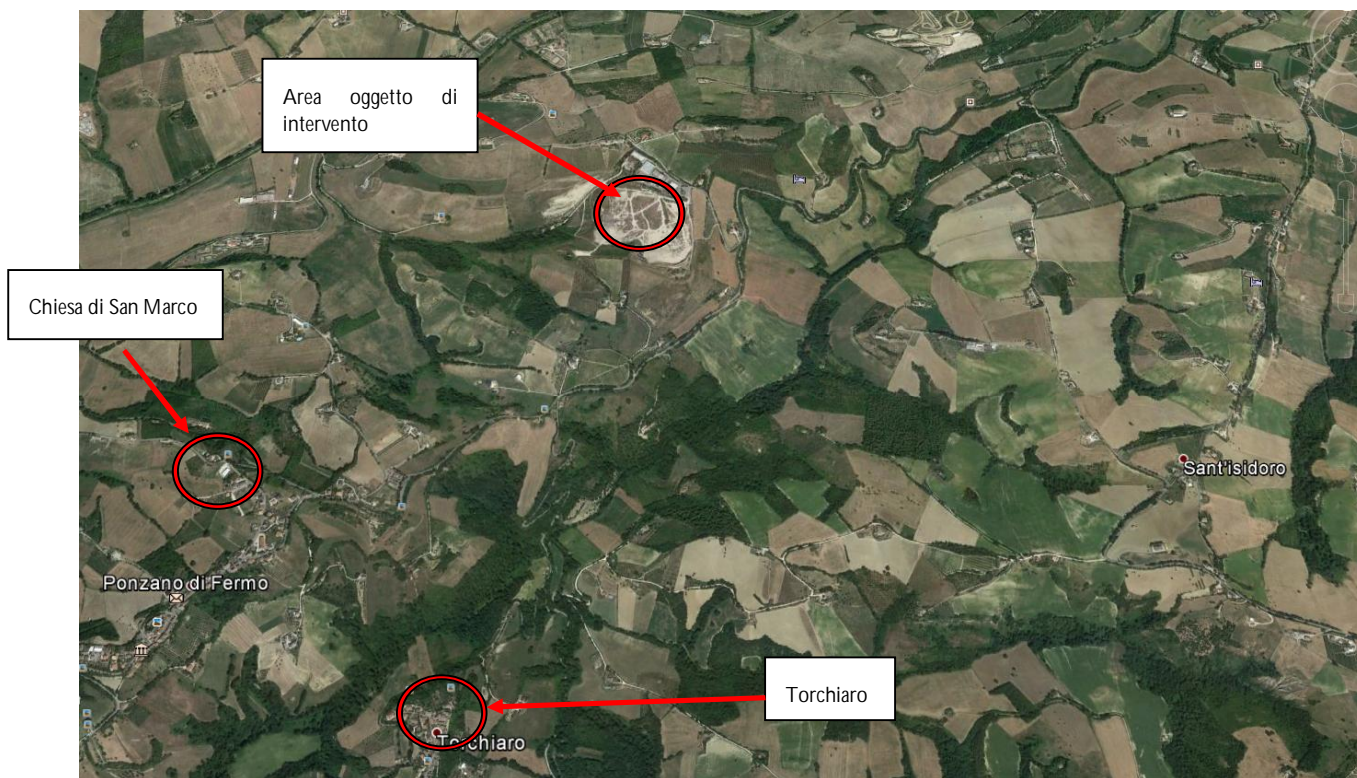 Area oggetto di
intervento
Chiesa di San Marco
Sant'isidoro
Ponzano di Fermo
Torchiaro
Torchiaro